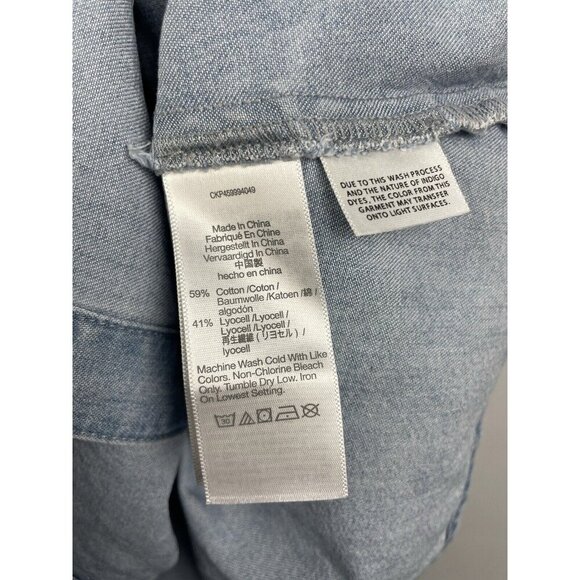 CKP459994049
Made In China
Fabriqué En Chine
Hergestellt In China
Vervaardigd In China
中国製
hecho en china
59% Cotton /Coton/
Baumwolle /Katoen /綿 /
algodón
41% Lyocell /Lyocell /
Lyocell /Lyocell /
再生繊維 (リヨセル) /
lyocell
Machine Wash Cold With Like
Colors. Non-Chlorine Bleach
Only. Tumble Dry Low. Iron
On Lowest Setting.
30
DUE TO THIS WASH PROCESS
AND THE NATURE OF INDIGO
DYES, THE COLOR FROM THIS
GARMENT MAY TRANSFER
ONTO LIGHT SURFACES.